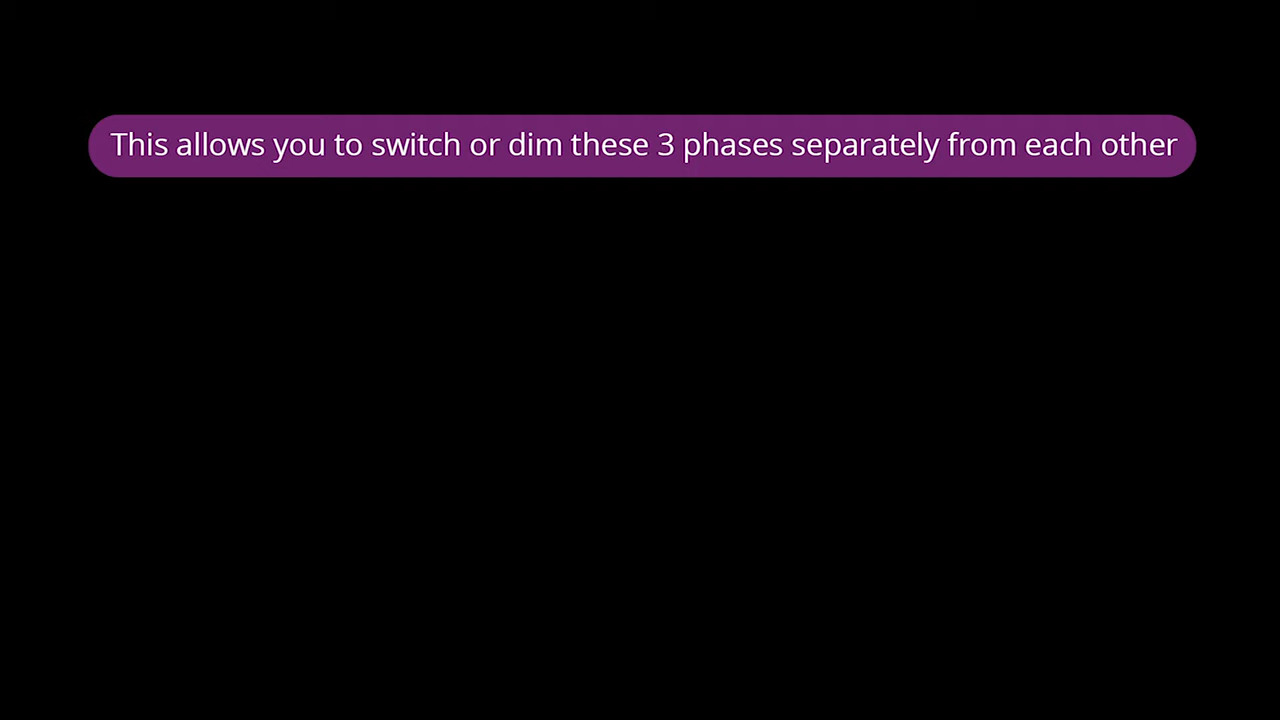 This allows you to switch or dim these 3 phases separately from each other